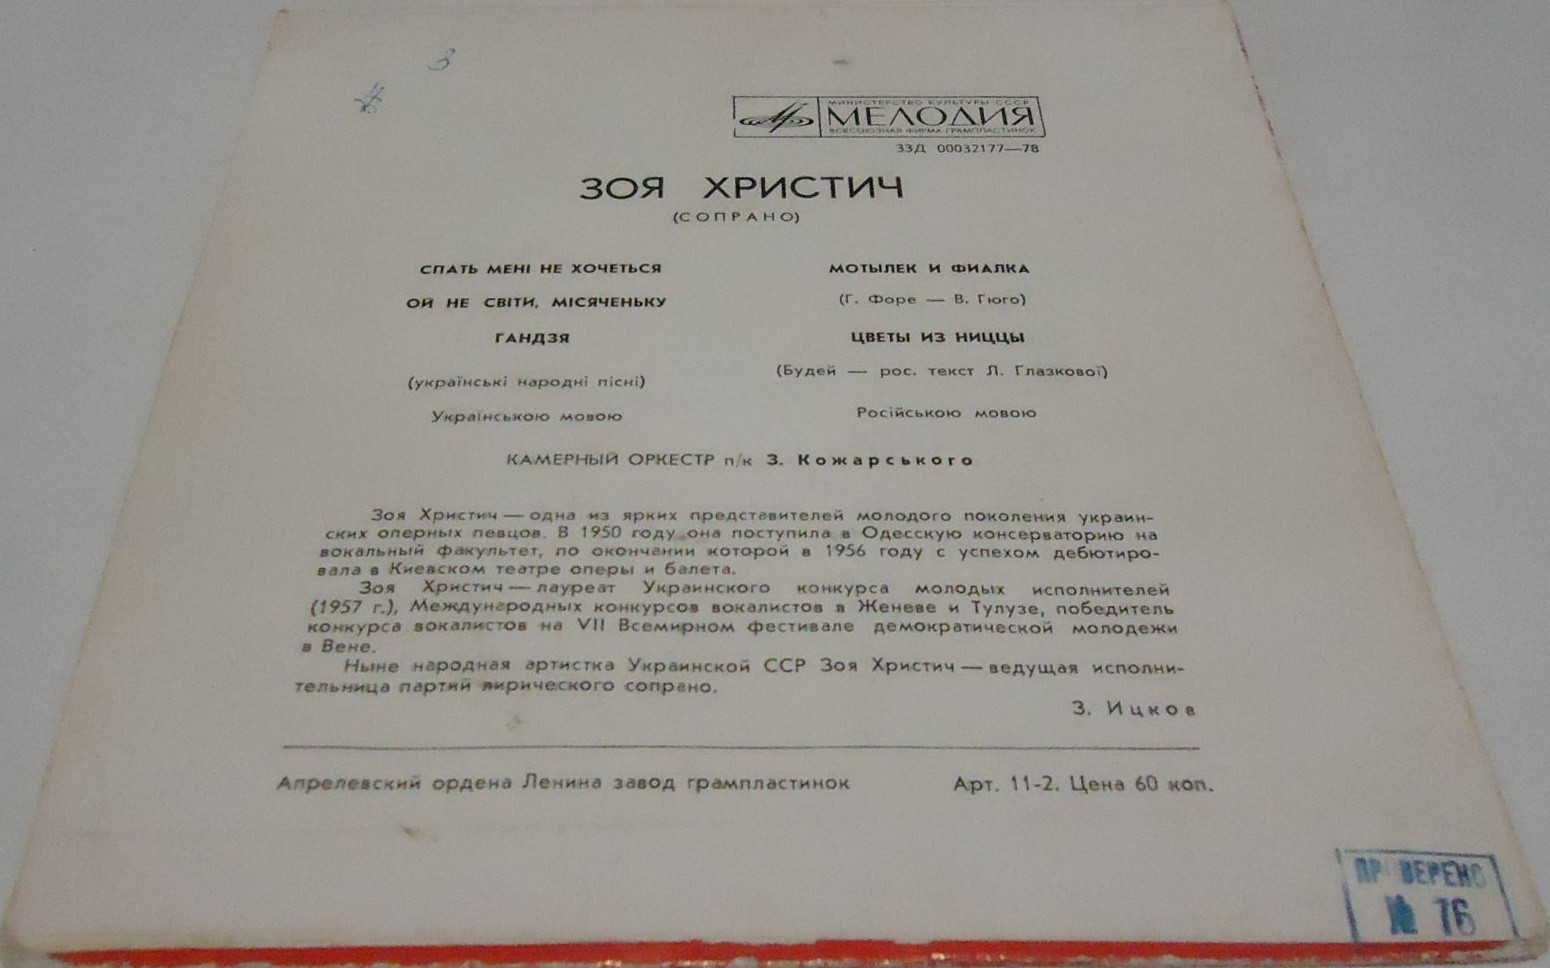 З
МИНИСТЕРСТВО КУЛЬТУРЫ СССР
МЕЛОДИЯ
ВСЕСОЮЗНАЯ ФИРМА ГРАМПЛАСТИНОК
33Д 00032177—78
ЗОЯ ХРИСТИЧ
(СОПРАНО)
СПАТЬ МЕНІ НЕ ХОЧЕТЬСЯ
ОЙ НЕ СВІТИ, МІСЯЧЕНЬКУ
ГАНДЗЯ
(українські народні пісні)
Українською мовою
МОТЫЛЕК И ФИАЛКА
(Г. Форе — В. Гюго)
ЦВЕТЫ ИЗ НИЦЦЫ
(Будей — рос. текст Л. Глазкової)
Російською мовою
КАМЕРНЫЙ ОРКЕСТР п/к З. Кожарського
Зоя Христич — одна из ярких представителей молодого поколения украин-
ских оперных певцов. В 1950 году она поступила в Одесскую консерваторию на
вокальный факультет, по окончании которой в 1956 году с успехом дебютиро-
вала в Киевском театре оперы и балета.
Зоя Христич — лауреат Украинского конкурса молодых исполнителей
(1957 г.), Международных конкурсов вокалистов в Женеве и Тулузе, победитель
конкурса вокалистов на VII Всемирном фестивале демократической молодежи
в Вене.
Ныне народная артистка Украинской ССР Зоя Христич — ведущая исполни-
тельница партий лирического сопрано.
З. Ицков
Апрелевский ордена Ленина завод грампластинок Арт. 11-2. Цена 60 коп.
ПРОВЕРЕНО
№ 76